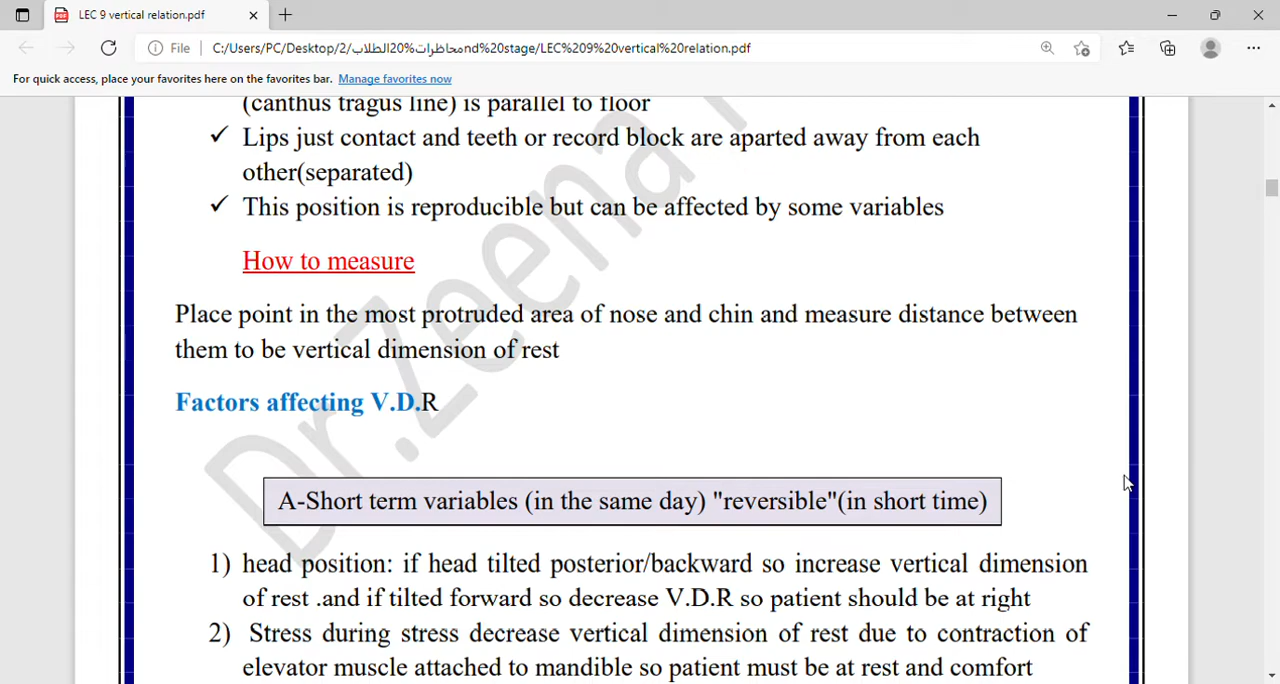 LEC 9 vertical relation.pdf
File
C:/Users/PC/Desktop/2/محاظرات%20الطلابnd%20stage/LEC%209%20vertical%20relation.pdf
For quick access, place your favorites here on the favorites bar. Manage favorites now
(canthus tragus line) is parallel to floor
✓ Lips just contact and teeth or record block are aparted away from each
other(separated)
✓ This position is reproducible but can be affected by some variables
How to measure
Place point in the most protruded area of nose and chin and measure distance between
them to be vertical dimension of rest
Factors affecting V.D.R
A-Short term variables (in the same day) "reversible"(in short time)
1) head position: if head tilted posterior/backward so increase vertical dimension
of rest .and if tilted forward so decrease V.D.R so patient should be at right
2) Stress during stress decrease vertical dimension of rest due to contraction of
elevator muscle attached to mandible so patient must be at rest and comfort
Dr.Zeena